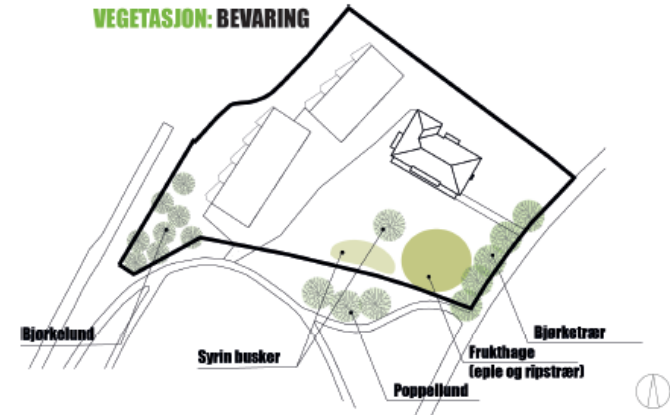 VEGETASJON: BEVARING
Bjørkelund
Syrin busker
Poppellund
Frukthage
(eple og ripstrær)
Bjørketrær